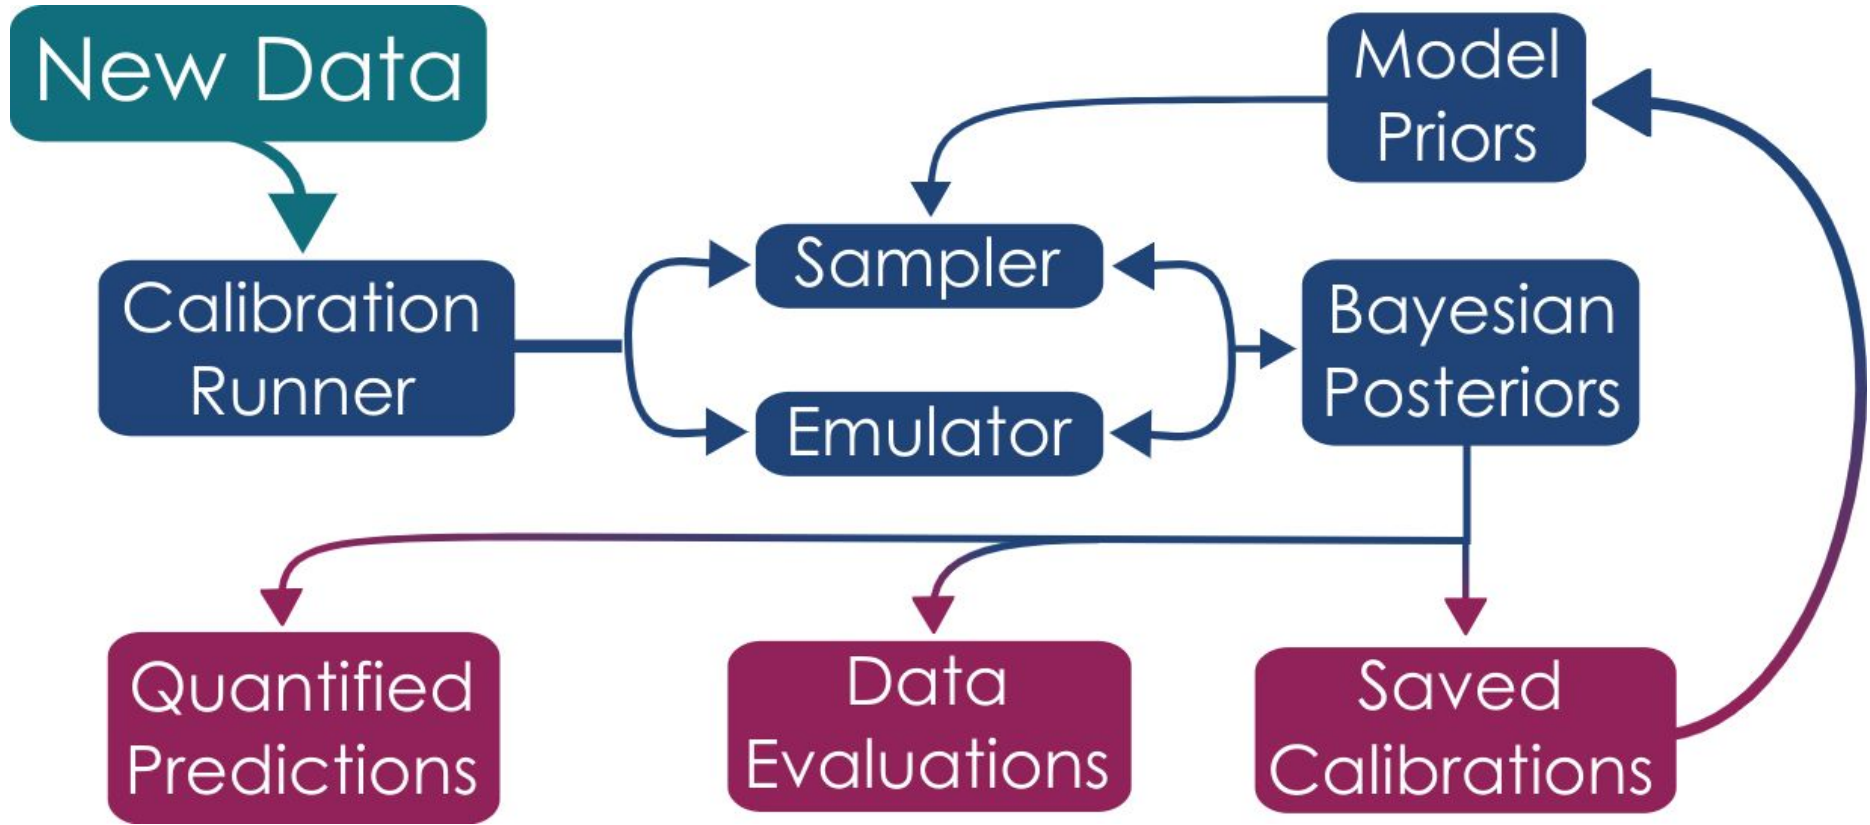 New Data
Model
Priors
Sampler
Calibration
Runner
Bayesian
Posteriors
Emulator
Quantified
Predictions
Data
Evaluations
Saved
Calibrations